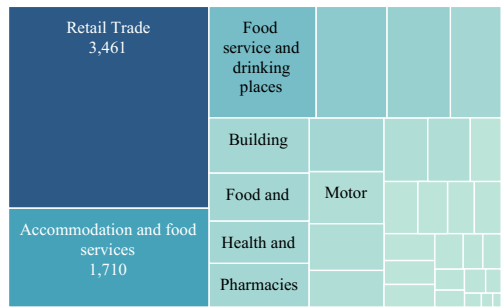 Retail Trade
3,461
Food
service and
drinking
places
Building
Food and
Motor
Accommodation and food
services
1,710
Health and
Pharmacies